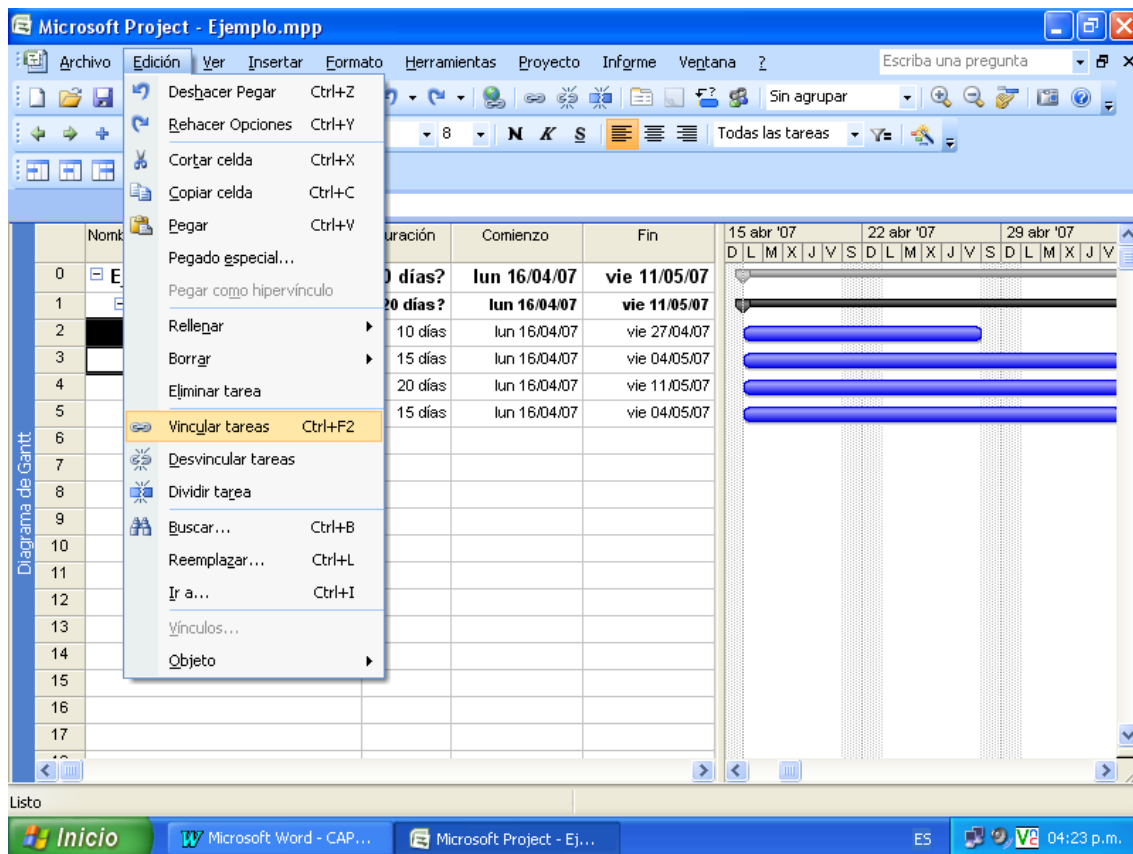 Microsoft Project - Ejemplo.mpp
Archivo Edición Ver Insertar Formato Herramientas Proyecto Informe Ventana ? Escriba una pregunta
Sin agrupar
8 N K S Todas las tareas
Deshacer Pegar Ctrl+Z
Rehacer Opciones Ctrl+Y
Cortar celda Ctrl+X
Copiar celda Ctrl+C
Pegar Ctrl+V
Pegado especial...
Pegar como hipervínculo
Rellenar
Borrar
Eliminar tarea
Vincular tareas Ctrl+F2
Desvincular tareas
Dividir tarea
Buscar... Ctrl+B
Reemplazar... Ctrl+L
Ir a... Ctrl+I
Vínculos...
Objeto
Comienzo Fin 15 abr '07 22 abr '07 29 abr '07
D L M X J V S D L M X J V S D L M X J V
0 días? lun 16/04/07 vie 11/05/07
1 20 días? lun 16/04/07 vie 11/05/07
2 10 días lun 16/04/07 vie 27/04/07
3 15 días lun 16/04/07 vie 04/05/07
4 20 días lun 16/04/07 vie 11/05/07
5 15 días lun 16/04/07 vie 04/05/07
6
7
8
9
10
11
12
13
14
15
16
17
Diagrama de Gantt
Listo
Inicio Microsoft Word - CAP... Microsoft Project - Ej... ES 04:23 p.m.